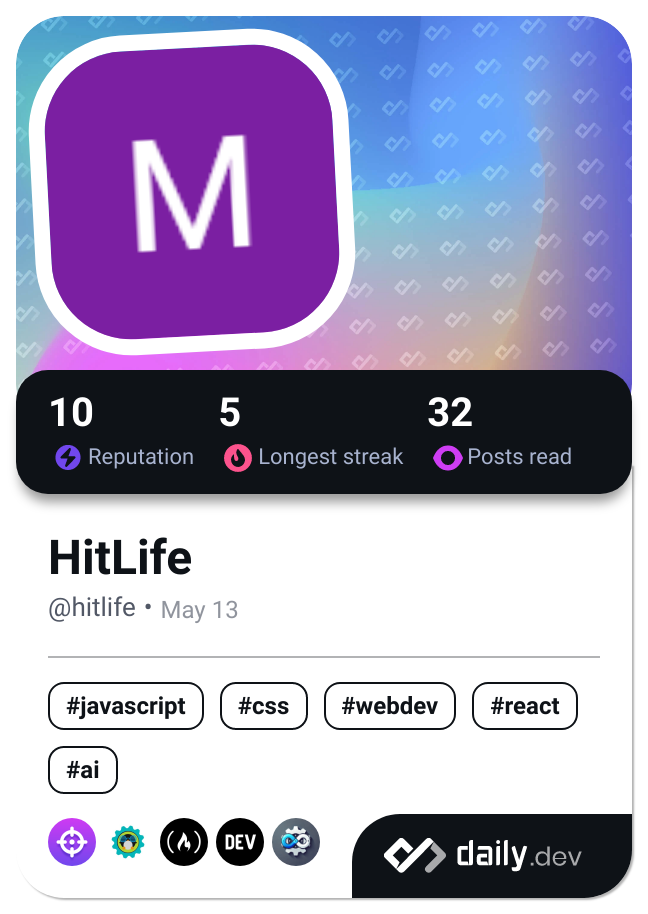 M
10 5 32
Reputation Longest streak Posts read
HitLife
@hitlife • May 13
#javascript #css #webdev #react
#ai
DEV
daily.dev